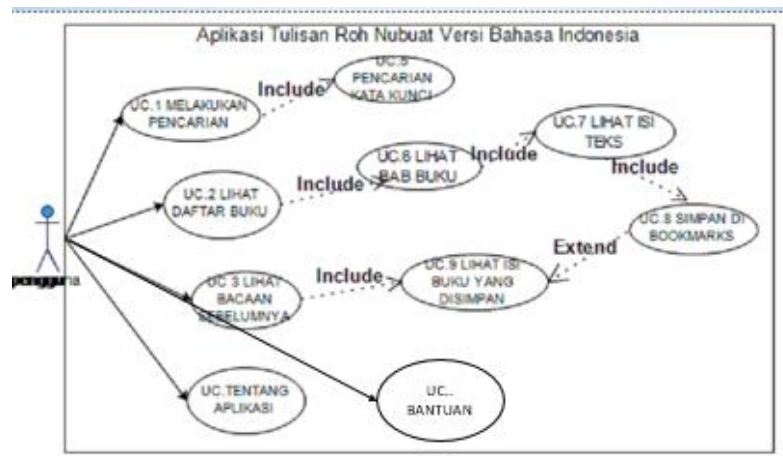 Aplikasi Tulisan Roh Nubuat Versi Bahasa Indonesia
UC.5
PENCARIAN
KATA KUNCI
Include
UC.1 MELAKUKAN
PENCARIAN
UC.7 LIHAT ISI
TEKS
Include
UC.6 LIHAT
BAB BUKU
Include
UC.2 LIHAT
DAFTAR BUKU
Include
UC.8 SIMPAN DI
BOOKMARKS
Extend
UC.9 LIHAT ISI
BUKU YANG
DISIMPAN
Include
UC 3 LIHAT
BACAAN
SEBELUMNYA
pengguna
UC.TENTANG
APLIKASI
UC..
BANTUAN